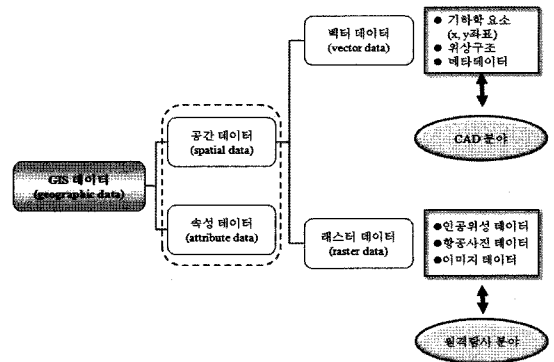 벡터 데이터
(vector data)
● 기하학 요소
(x, y좌표)
● 위상구조
● 메타데이터
CAD 분야
공간 데이터
(spatial data)
GIS 데이터
(geographic data)
속성 데이터
(attribute data)
래스터 데이터
(raster data)
●인공위성 데이터
●항공사진 데이터
●이미지 데이터
원격탐사 분야